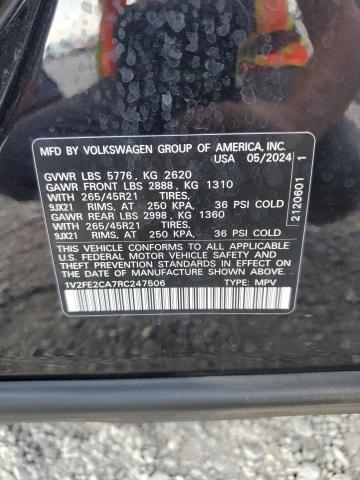 MFD BY VOLKSWAGEN GROUP OF AMERICA, INC.
USA 05/2024
GVWR LBS 5776, KG 2620
GAWR FRONT LBS 2888, KG 1310
WITH 265/45R21 TIRES,
9JX21 RIMS, AT 250 KPA, 36 PSI COLD
GAWR REAR LBS 2998, KG 1360
WITH 265/45R21 TIRES,
9JX21 RIMS, AT 250 KPA, 36 PSI COLD
THIS VEHICLE CONFORMS TO ALL APPLICABLE
U.S. FEDERAL MOTOR VEHICLE SAFETY
STANDARDS IN EFFECT ON THE DATE OF
MANUFACTURE SHOWN ABOVE
1V2FE2CA7RC247506 TYPE: MPV
2120601 1